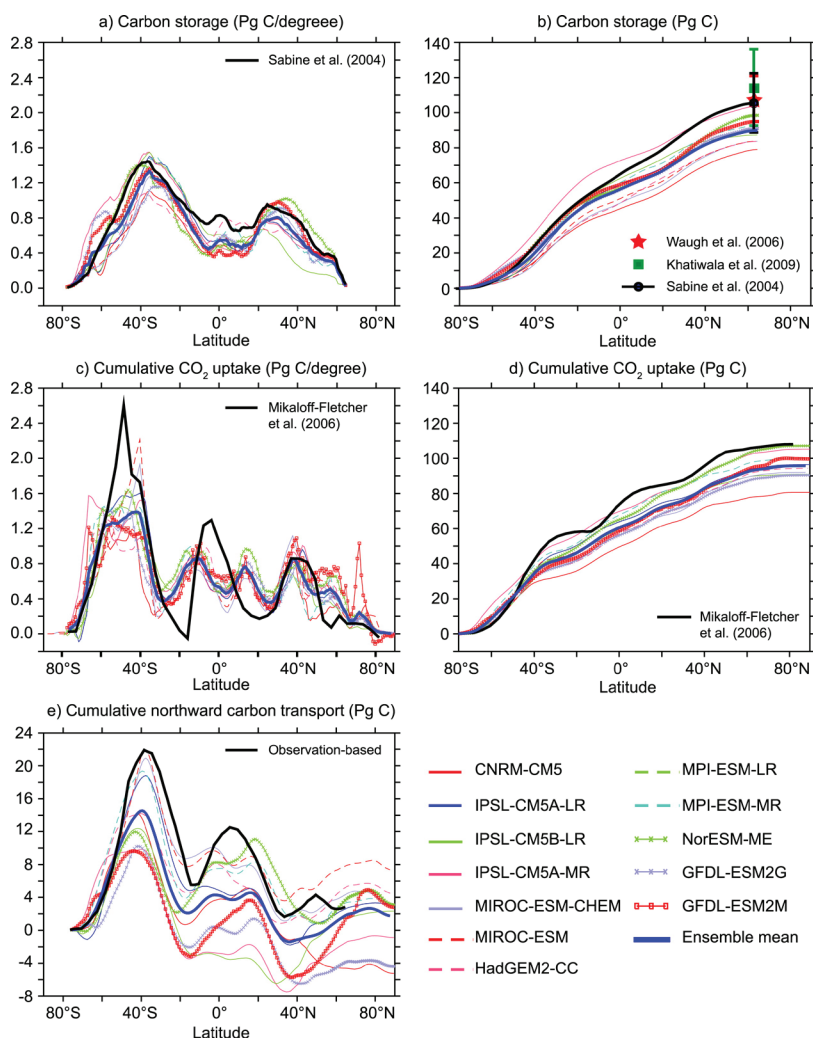 a) Carbon storage (Pg C/degreee)
2.8
2.4
2.0
1.6
1.2
0.8
0.4
0.0
Sabine et al. (2004)
80°S 40°S 0° 40°N 80°N
Latitude
b) Carbon storage (Pg C)
140
120
100
80
60
40
20
0
Waugh et al. (2006)
Khatiwala et al. (2009)
Sabine et al. (2004)
80°S 40°S 0° 40°N 80°N
Latitude
c) Cumulative CO2 uptake (Pg C/degree)
2.8
2.4
2.0
1.6
1.2
0.8
0.4
0.0
Mikaloff-Fletcher
et al. (2006)
80°S 40°S 0° 40°N 80°N
Latitude
d) Cumulative CO2 uptake (Pg C)
140
120
100
80
60
40
20
0
Mikaloff-Fletcher
et al. (2006)
80°S 40°S 0° 40°N 80°N
Latitude
e) Cumulative northward carbon transport (Pg C)
24
20
16
12
8
4
0
-4
-8
Observation-based
80°S 40°S 0° 40°N 80°N
Latitude
CNRM-CM5
IPSL-CM5A-LR
IPSL-CM5B-LR
IPSL-CM5A-MR
MIROC-ESM-CHEM
MIROC-ESM
HadGEM2-CC
MPI-ESM-LR
MPI-ESM-MR
NorESM-ME
GFDL-ESM2G
GFDL-ESM2M
Ensemble mean